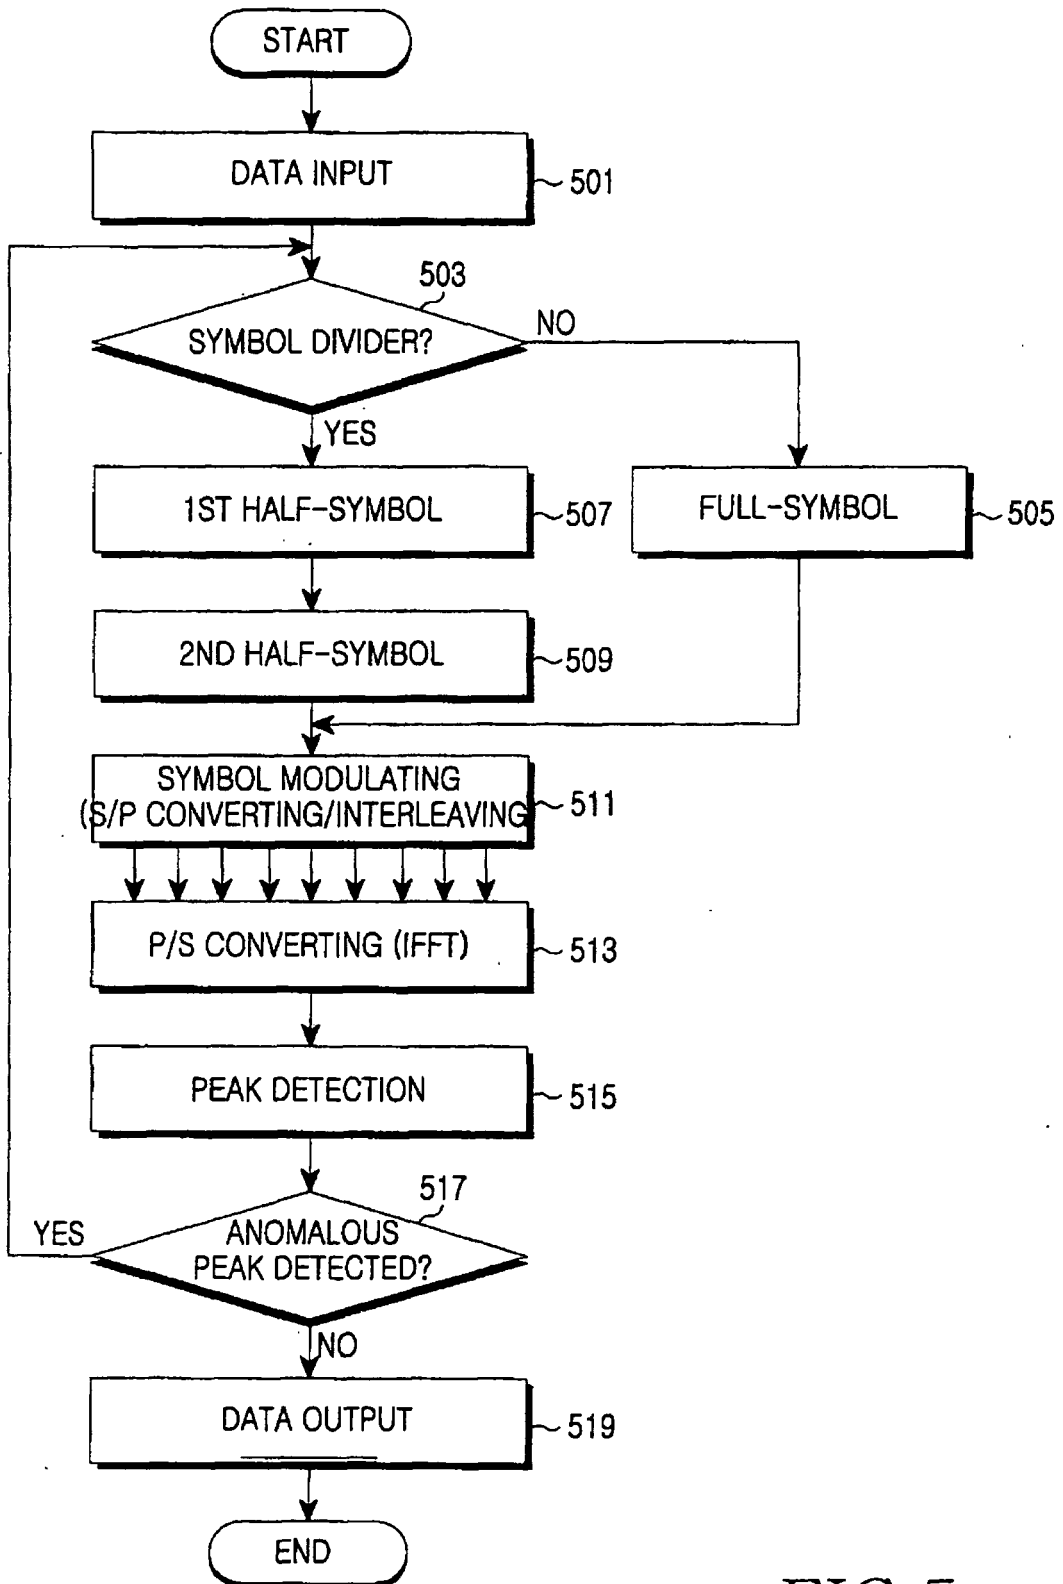 START
DATA INPUT
501
503
SYMBOL DIVIDER?
NO
YES
1ST HALF-SYMBOL
507
FULL-SYMBOL
505
2ND HALF-SYMBOL
509
SYMBOL MODULATING
(S/P CONVERTING/INTERLEAVING
511
P/S CONVERTING (IFFT)
513
PEAK DETECTION
515
517
YES
ANOMALOUS
PEAK DETECTED?
NO
DATA OUTPUT
519
END